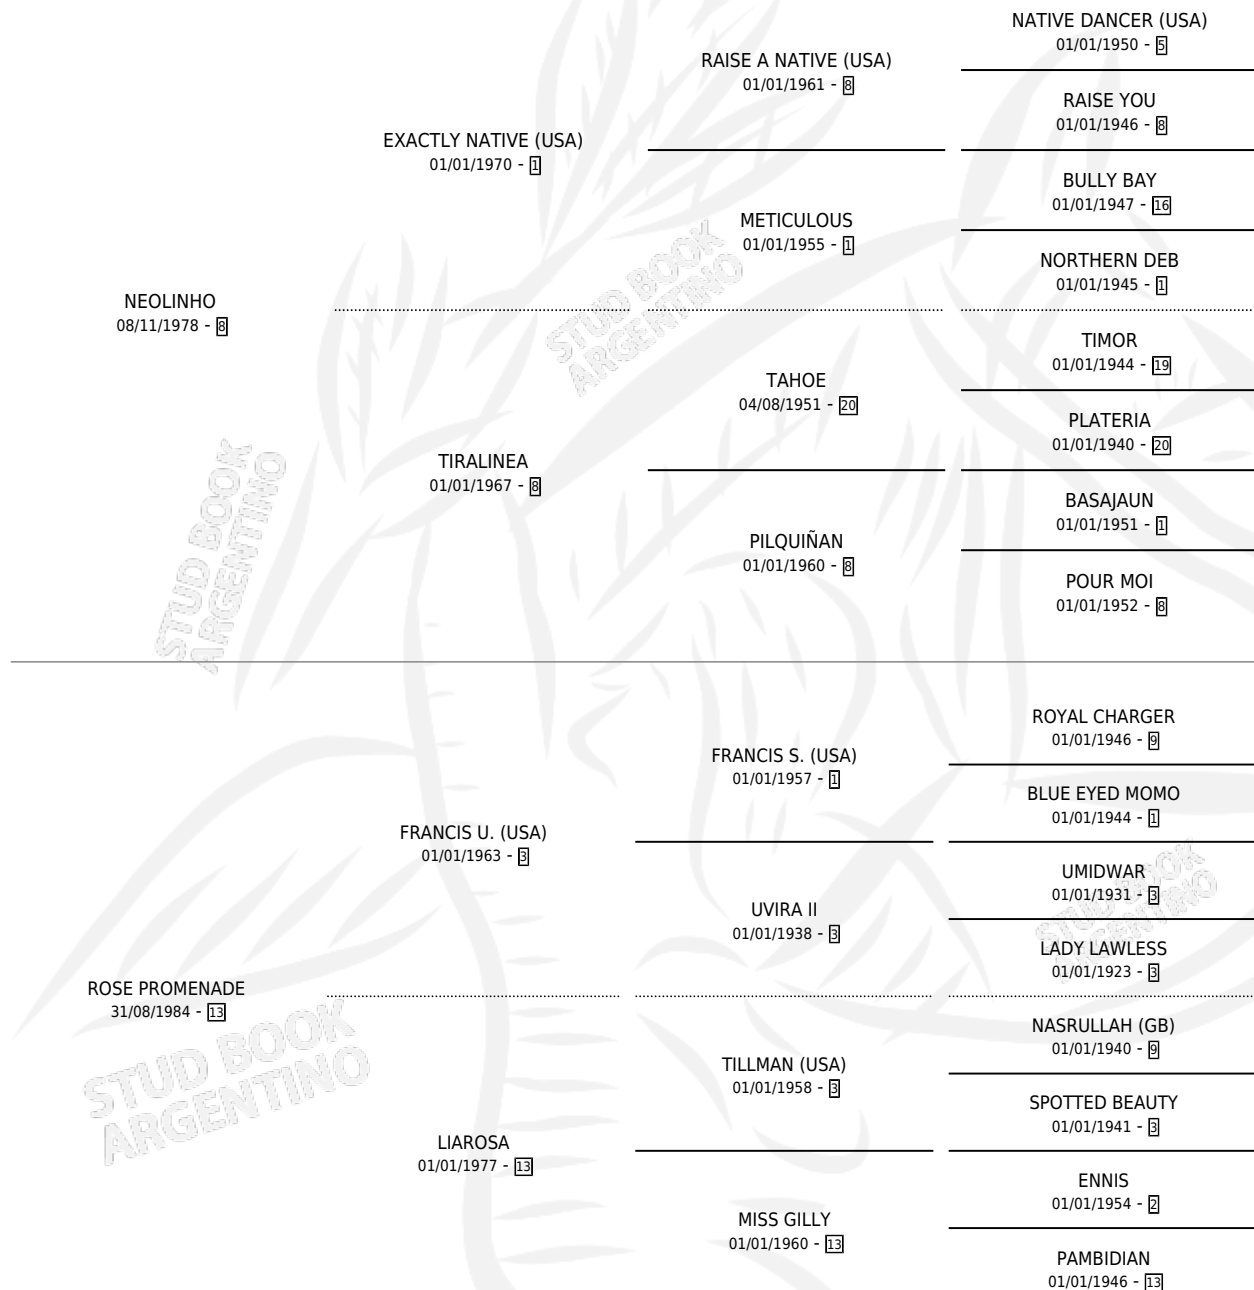 NATIVE DANCER (USA)
01/01/1950 - 5
RAISE A NATIVE (USA)
01/01/1961 - 8
RAISE YOU
01/01/1946 - 8
EXACTLY NATIVE (USA)
01/01/1970 - 1
BULLY BAY
01/01/1947 - 16
METICULOUS
01/01/1955 - 1
NORTHERN DEB
01/01/1945 - 1
NEOLINHO
08/11/1978 - 8
TIMOR
01/01/1944 - 19
TAHOE
04/08/1951 - 20
PLATERIA
01/01/1940 - 20
TIRALINEA
01/01/1967 - 8
BASAJAUN
01/01/1951 - 1
PILQUIÑAN
01/01/1960 - 8
POUR MOI
01/01/1952 - 8
STUD BOOK
ARGENTINO
STUD BOOK
ARGENTINO
ROYAL CHARGER
01/01/1946 - 9
FRANCIS S. (USA)
01/01/1957 - 1
BLUE EYED MOMO
01/01/1944 - 1
FRANCIS U. (USA)
01/01/1963 - 3
UMIDWAR
01/01/1931 - 3
UVIRA II
01/01/1938 - 3
LADY LAWLESS
01/01/1923 - 3
ROSE PROMENADE
31/08/1984 - 13
NASRULLAH (GB)
01/01/1940 - 9
TILLMAN (USA)
01/01/1958 - 3
SPOTTED BEAUTY
01/01/1941 - 3
LIAROSA
01/01/1977 - 13
ENNIS
01/01/1954 - 2
MISS GILLY
01/01/1960 - 13
PAMBIDIAN
01/01/1946 - 13
STUD BOOK
ARGENTINO
STUD BOOK
ARGENTINO